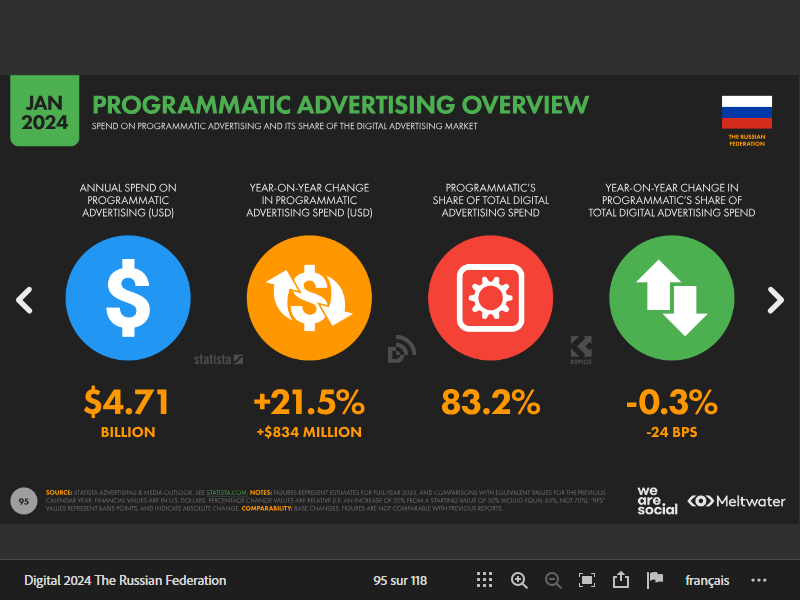 JAN
2024
PROGRAMMATIC ADVERTISING OVERVIEW
SPEND ON PROGRAMMATIC ADVERTISING AND ITS SHARE OF THE DIGITAL ADVERTISING MARKET
THE RUSSIAN
FEDERATION
ANNUAL SPEND ON
PROGRAMMATIC
ADVERTISING (USD)
YEAR-ON-YEAR CHANGE
IN PROGRAMMATIC
ADVERTISING SPEND (USD)
PROGRAMMATIC'S
SHARE OF TOTAL DIGITAL
ADVERTISING SPEND
YEAR-ON-YEAR CHANGE IN
PROGRAMMATIC'S SHARE OF
TOTAL DIGITAL ADVERTISING SPEND
$
$
statista
KEPIOS
$4.71
BILLION
+21.5%
+$834 MILLION
83.2%
-0.3%
-24 BPS
95
SOURCE: STATISTA ADVERTISING & MEDIA OUTLOOK. SEE STATISTA.COM. NOTES: FIGURES REPRESENT ESTIMATES FOR FULL-YEAR 2023, AND COMPARISONS WITH EQUIVALENT VALUES FOR THE PREVIOUS
CALENDAR YEAR. FINANCIAL VALUES ARE IN U.S. DOLLARS. PERCENTAGE CHANGE VALUES ARE RELATIVE (I.E. AN INCREASE OF 20% FROM A STARTING VALUE OF 50% WOULD EQUAL 60%, NOT 70%). "BPS"
VALUES REPRESENT BASIS POINTS, AND INDICATE ABSOLUTE CHANGE. COMPARABILITY: BASE CHANGES. FIGURES ARE NOT COMPARABLE WITH PREVIOUS REPORTS.
we
are.
social
Meltwater
Digital 2024 The Russian Federation
95 sur 118
français